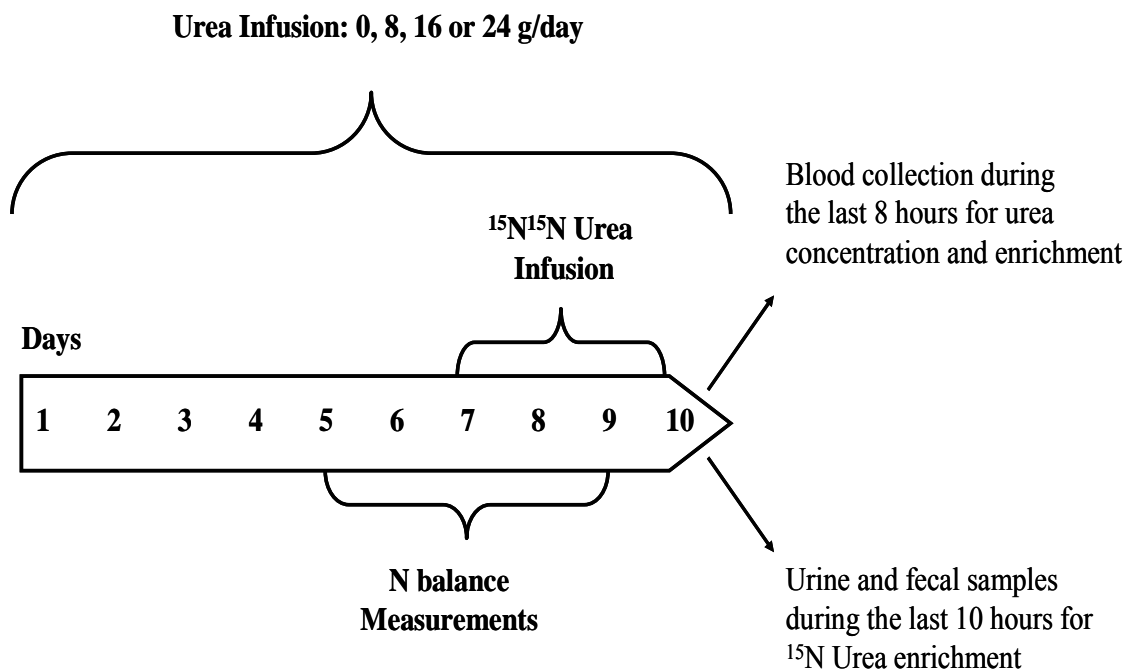 Urea Infusion: 0, 8, 16 or 24 g/day
Blood collection during
the last 8 hours for urea
concentration and enrichment
¹⁵N¹⁵N Urea
Infusion
Days
1 2 3 4 5 6 7 8 9 10
N balance
Measurements
Urine and fecal samples
during the last 10 hours for
¹⁵N Urea enrichment